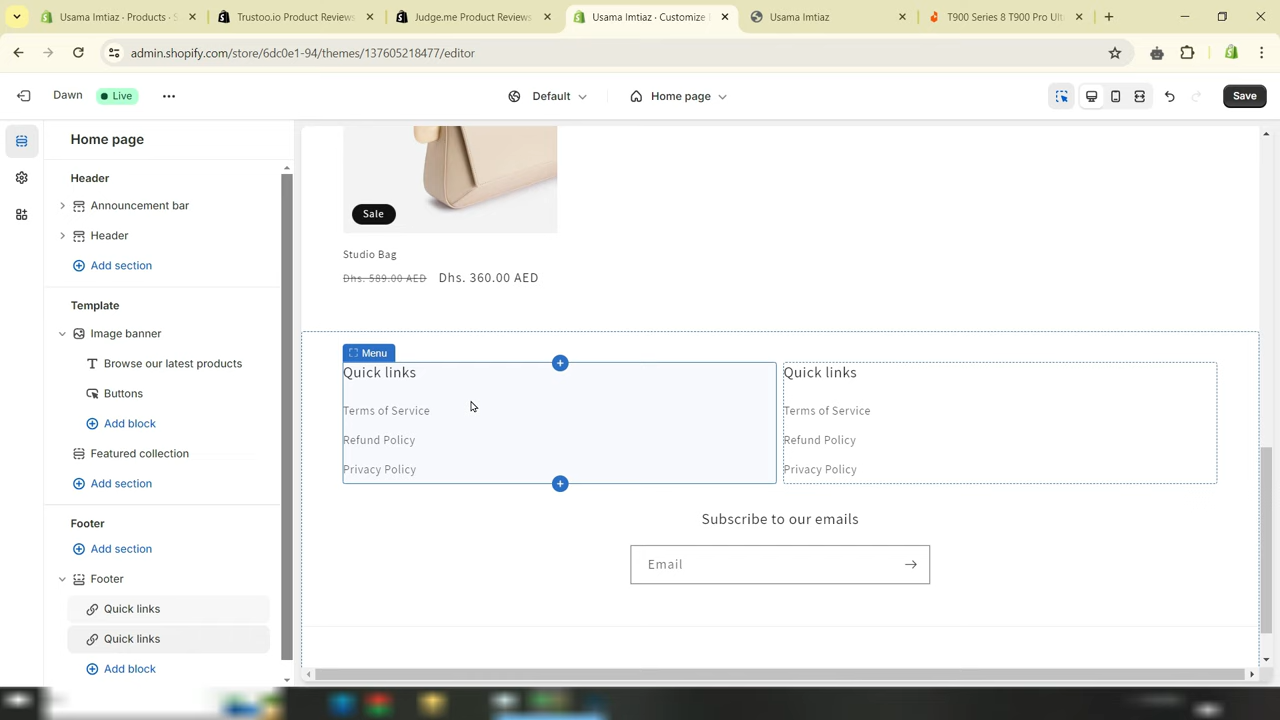 Usama Imtiaz - Products · S
Trustoo.io Product Reviews
Judge.me Product Reviews
Usama Imtiaz · Customize
Usama Imtiaz
T900 Series 8 T900 Pro Ult
admin.shopify.com/store/6dc0e1-94/themes/137605218477/editor
Dawn
Live
Default
Home page
Save
Home page
Header
Announcement bar
Header
Add section
Template
Image banner
Browse our latest products
Buttons
Add block
Featured collection
Add section
Footer
Add section
Footer
Quick links
Quick links
Add block
Sale
Studio Bag
Dhs. 589.00 AED Dhs. 360.00 AED
Menu
Quick links
Terms of Service
Refund Policy
Privacy Policy
Quick links
Terms of Service
Refund Policy
Privacy Policy
Subscribe to our emails
Email